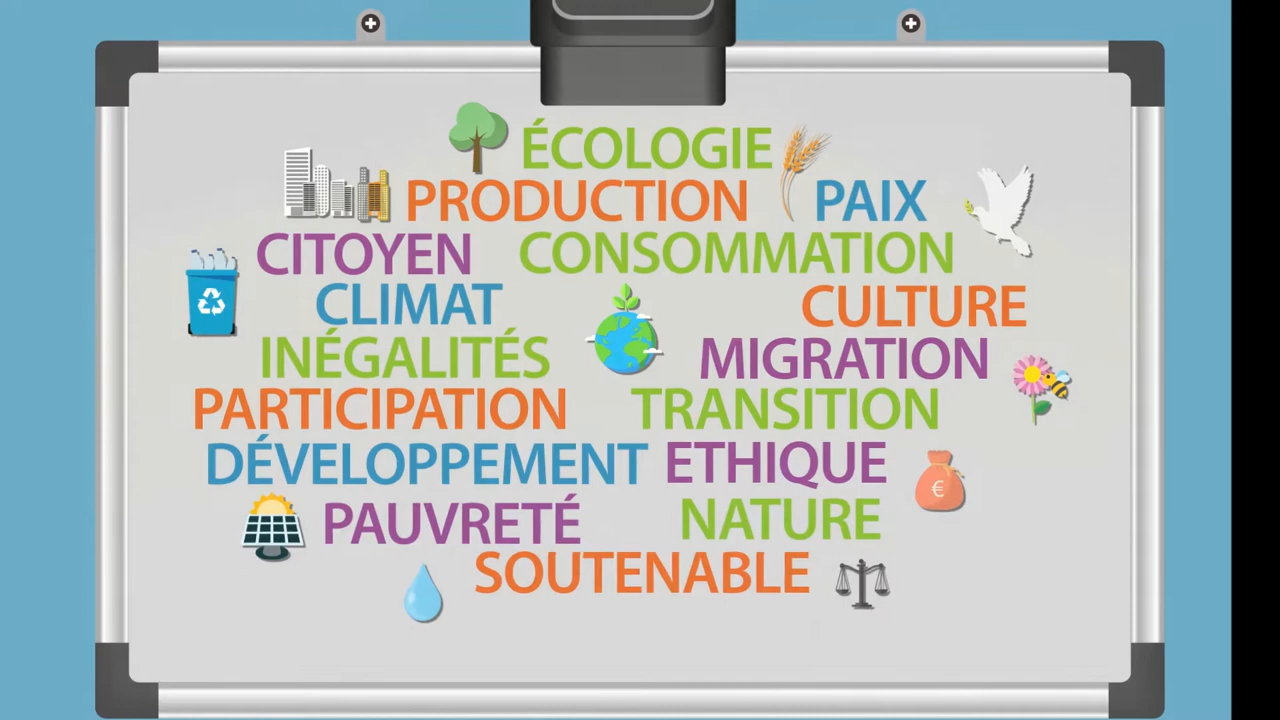 ÉCOLOGIE
PRODUCTION PAIX
CITOYEN CONSOMMATION
CLIMAT CULTURE
INÉGALITÉS MIGRATION
PARTICIPATION TRANSITION
DÉVELOPPEMENT ETHIQUE
€
PAUVRETÉ NATURE
SOUTENABLE